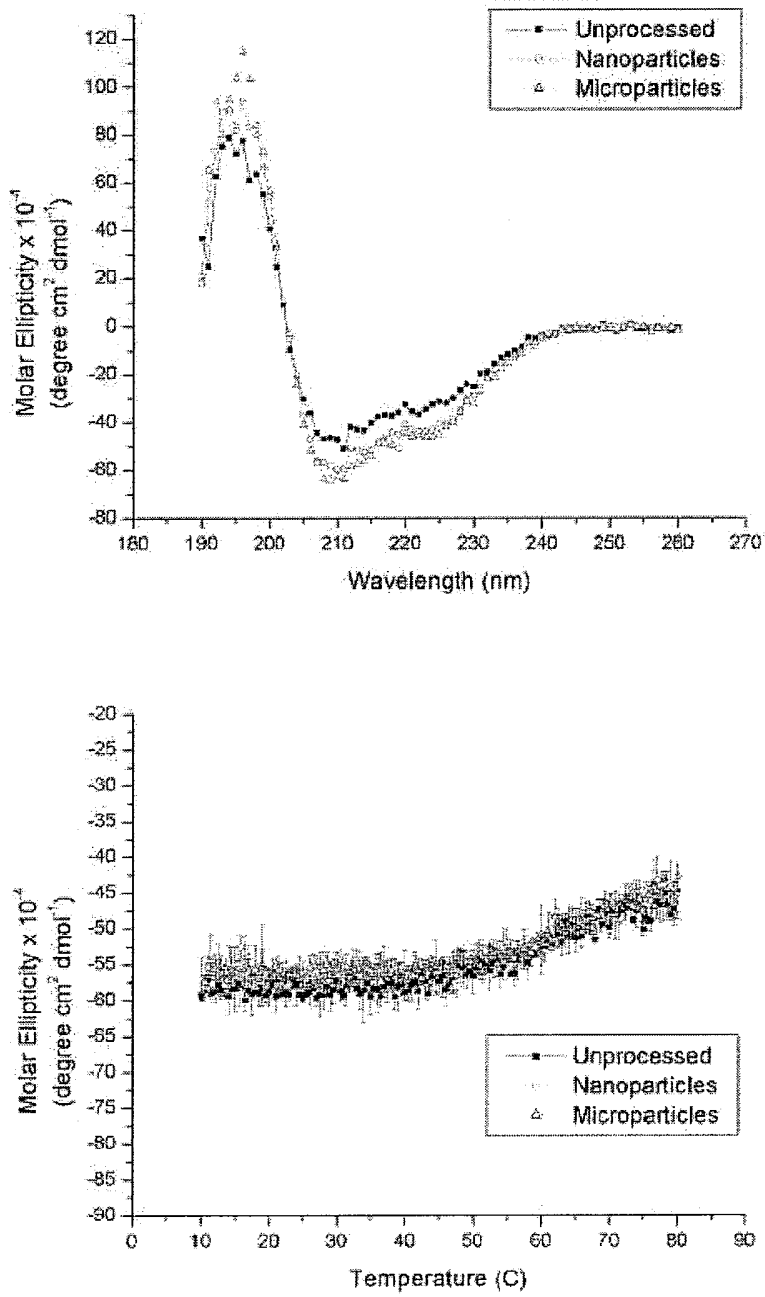 Unprocessed
Nanoparticles
Microparticles
120
100
80
60
40
20
0
-20
-40
-60
-80
Molar Ellipticity x 10⁻⁴
(degree cm² dmol⁻¹)
180 190 200 210 220 230 240 250 260 270
Wavelength (nm)
-20
-25
-30
-35
-40
-45
-50
-55
-60
-65
-70
-75
-80
-85
-90
Molar Ellipticity x 10⁻⁴
(degree cm² dmol⁻¹)
Unprocessed
Nanoparticles
Microparticles
0 10 20 30 40 50 60 70 80 90
Temperature (C)